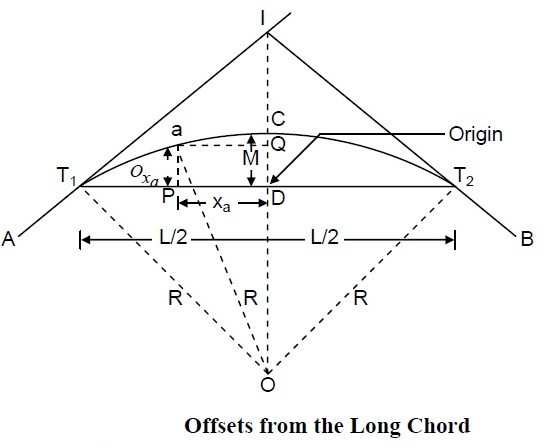 I
C
a
Q
Origin
M
T₁
Oₓₐ
T₂
P
xₐ
D
A
L/2
L/2
B
R
R
R
O
Offsets from the Long Chord